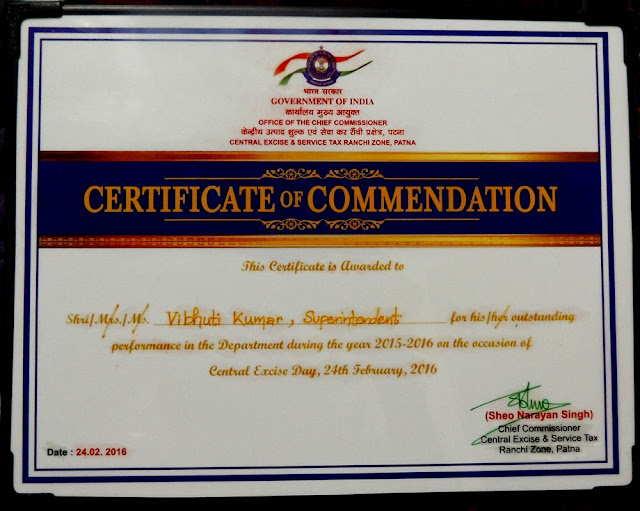 भारत सरकार
GOVERNMENT OF INDIA
कार्यालय मुख्य आयुक्त
OFFICE OF THE CHIEF COMMISSIONER
केन्द्रीय उत्पाद शुल्क एवं सेवा कर राँची प्रक्षेत्र, पटना
CENTRAL EXCISE & SERVICE TAX RANCHI ZONE, PATNA
CERTIFICATE OF COMMENDATION
This Certificate is Awarded to
Shri/Mrs./Ms. Vibhuti Kumar, Superintendent for his/her outstanding
performance in the Department during the year 2015-2016 on the occasion of
Central Excise Day, 24th February, 2016
(Sheo Narayan Singh)
Chief Commissioner
Central Excise & Service Tax
Ranchi Zone, Patna
Date : 24.02. 2016